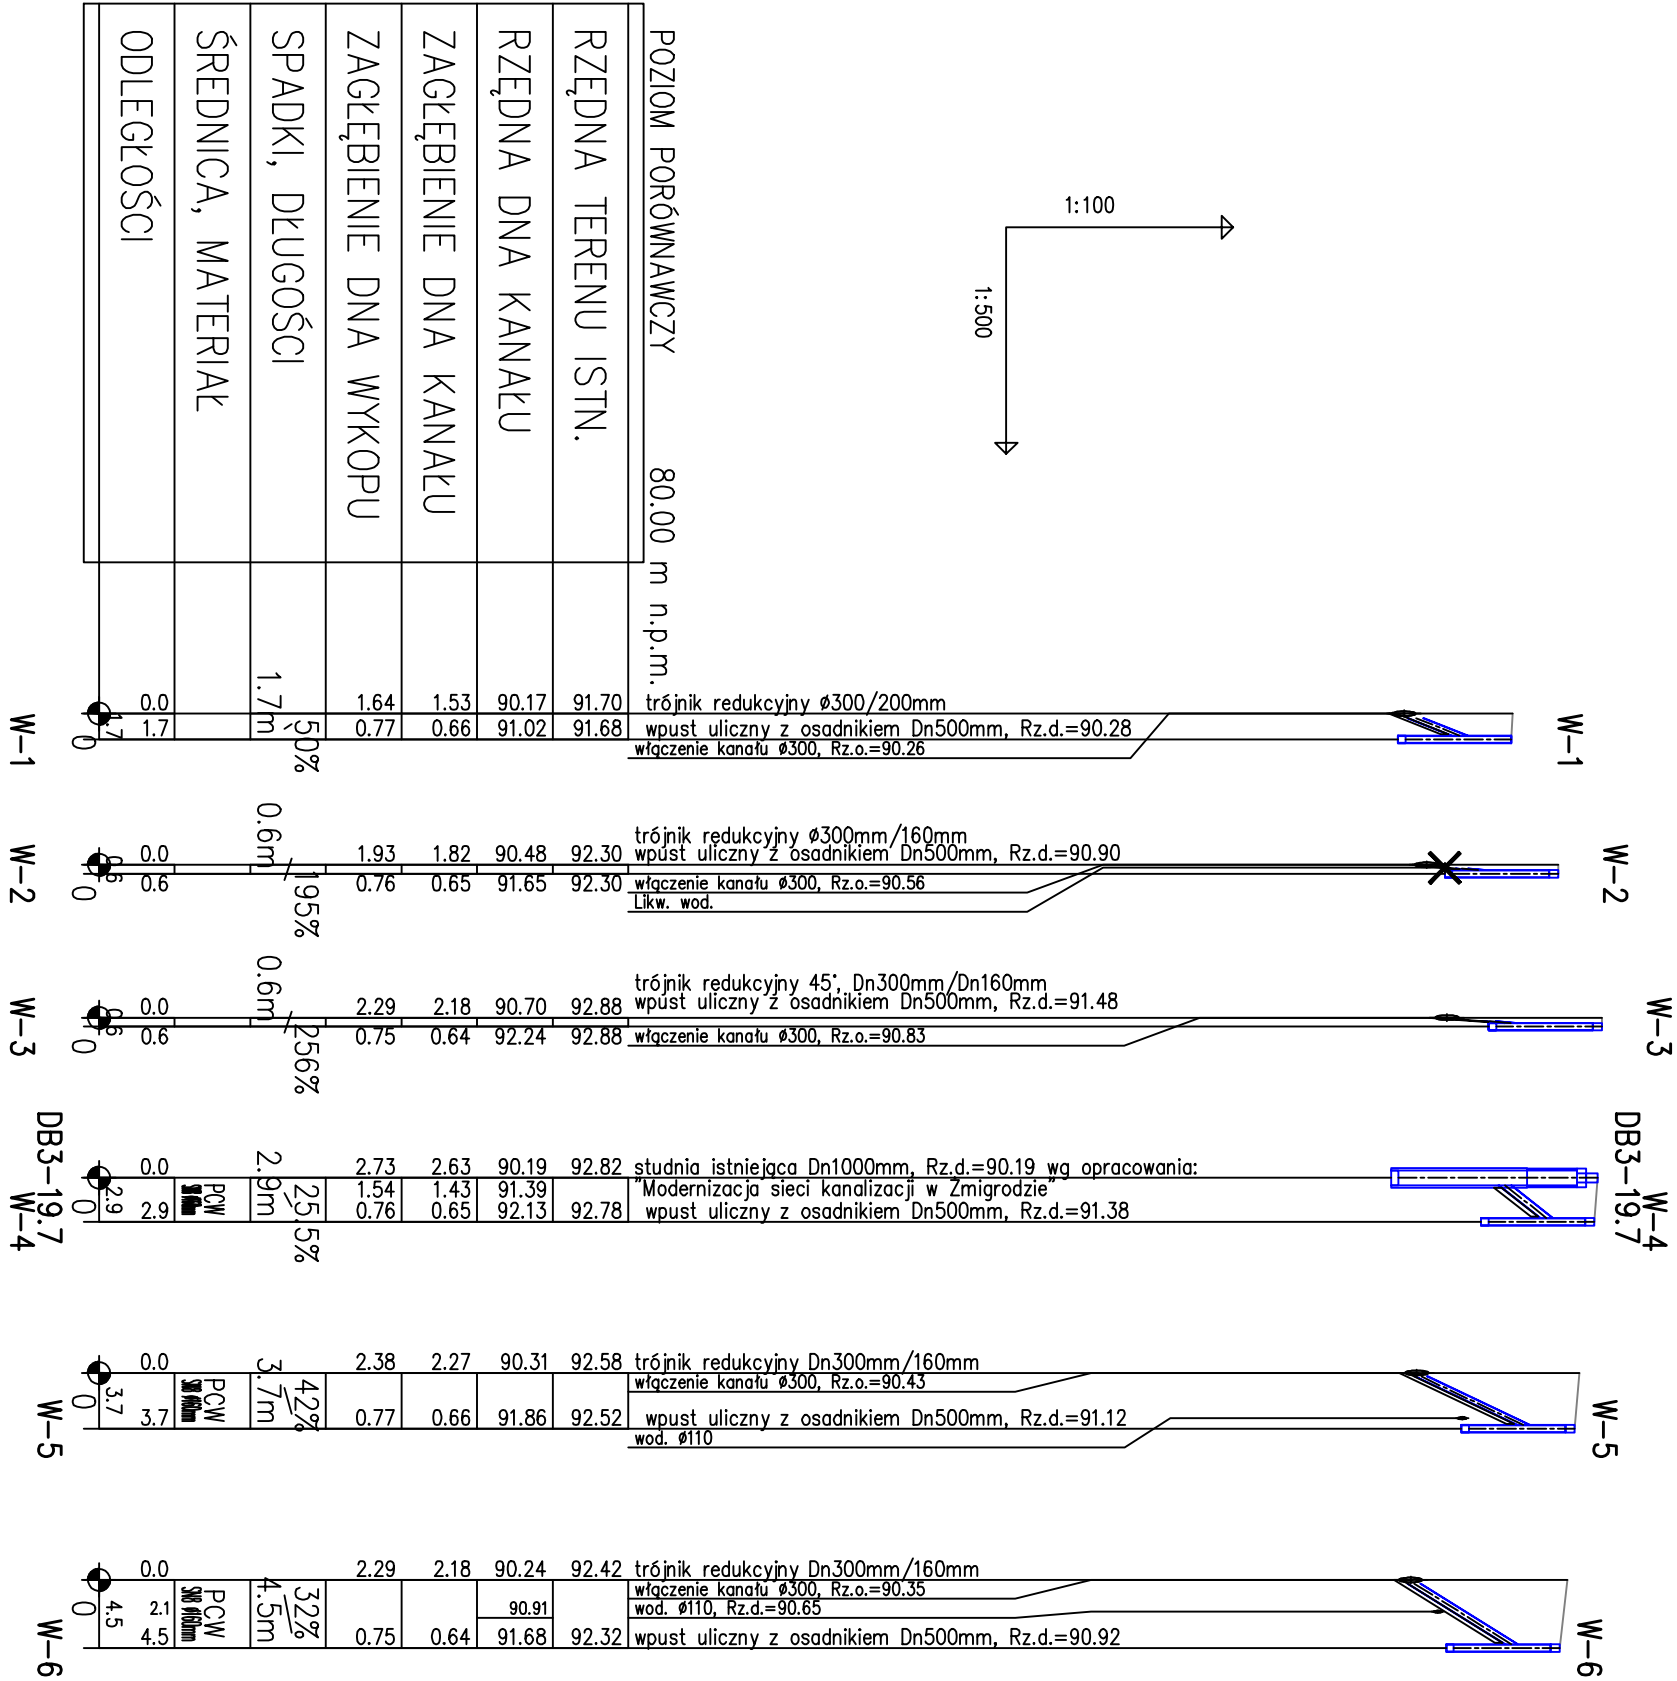 POZIOM PORÓWNAWCZY 80.00 m n.p.m.
RZĘDNA TERENU ISTN.
RZĘDNA DNA KANAŁU
ZAGŁĘBIENIE DNA KANAŁU
ZAGŁĘBIENIE DNA WYKOPU
SPADKI, DŁUGOŚCI
ŚREDNICA, MATERIAŁ
ODLEGŁOŚCI
1:100
1:500
W-1
W-1
0
1.7
1.7m
50%
0.0 1.64 1.53 90.17 91.70 trójnik redukcyjny ø300/200mm
1.7 0.77 0.66 91.02 91.68 wpust uliczny z osadnikiem Dn500mm, Rz.d.=90.28
włączenie kanału ø300, Rz.o.=90.26
W-2
W-2
0
0.6
0.6m
195%
trójnik redukcyjny ø300mm/160mm
0.0 1.93 1.82 90.48 92.30 wpust uliczny z osadnikiem Dn500mm, Rz.d.=90.90
0.6 0.76 0.65 91.65 92.30 włączenie kanału ø300, Rz.o.=90.56
Likw. wod.
W-3
W-3
0
0.6
0.6m
256%
trójnik redukcyjny 45°, Dn300mm/Dn160mm
0.0 2.29 2.18 90.70 92.88 wpust uliczny z osadnikiem Dn500mm, Rz.d.=91.48
0.6 0.75 0.64 92.24 92.88 włączenie kanału ø300, Rz.o.=90.83
DB3-19.7
W-4
DB3-19.7
W-4
0
2.9
2.9m
25.5%
PCW
0.0 2.73 2.63 90.19 92.82 studnia istniejąca Dn1000mm, Rz.d.=90.19 wg opracowania:
1.54 1.43 91.39 "Modernizacja sieci kanalizacji w Żmigrodzie"
2.9 0.76 0.65 92.13 92.78 wpust uliczny z osadnikiem Dn500mm, Rz.d.=91.38
W-5
W-5
0
3.7
3.7m
42%
PCW
0.0 2.38 2.27 90.31 92.58 trójnik redukcyjny Dn300mm/160mm
włączenie kanału ø300, Rz.o.=90.43
3.7 0.77 0.66 91.86 92.52 wpust uliczny z osadnikiem Dn500mm, Rz.d.=91.12
wod. ø110
W-6
W-6
0
4.5
4.5m
32%
PCW
0.0 2.29 2.18 90.24 92.42 trójnik redukcyjny Dn300mm/160mm
włączenie kanału ø300, Rz.o.=90.35
2.1 90.91 wod. ø110, Rz.d.=90.65
4.5 0.75 0.64 91.68 92.32 wpust uliczny z osadnikiem Dn500mm, Rz.d.=90.92